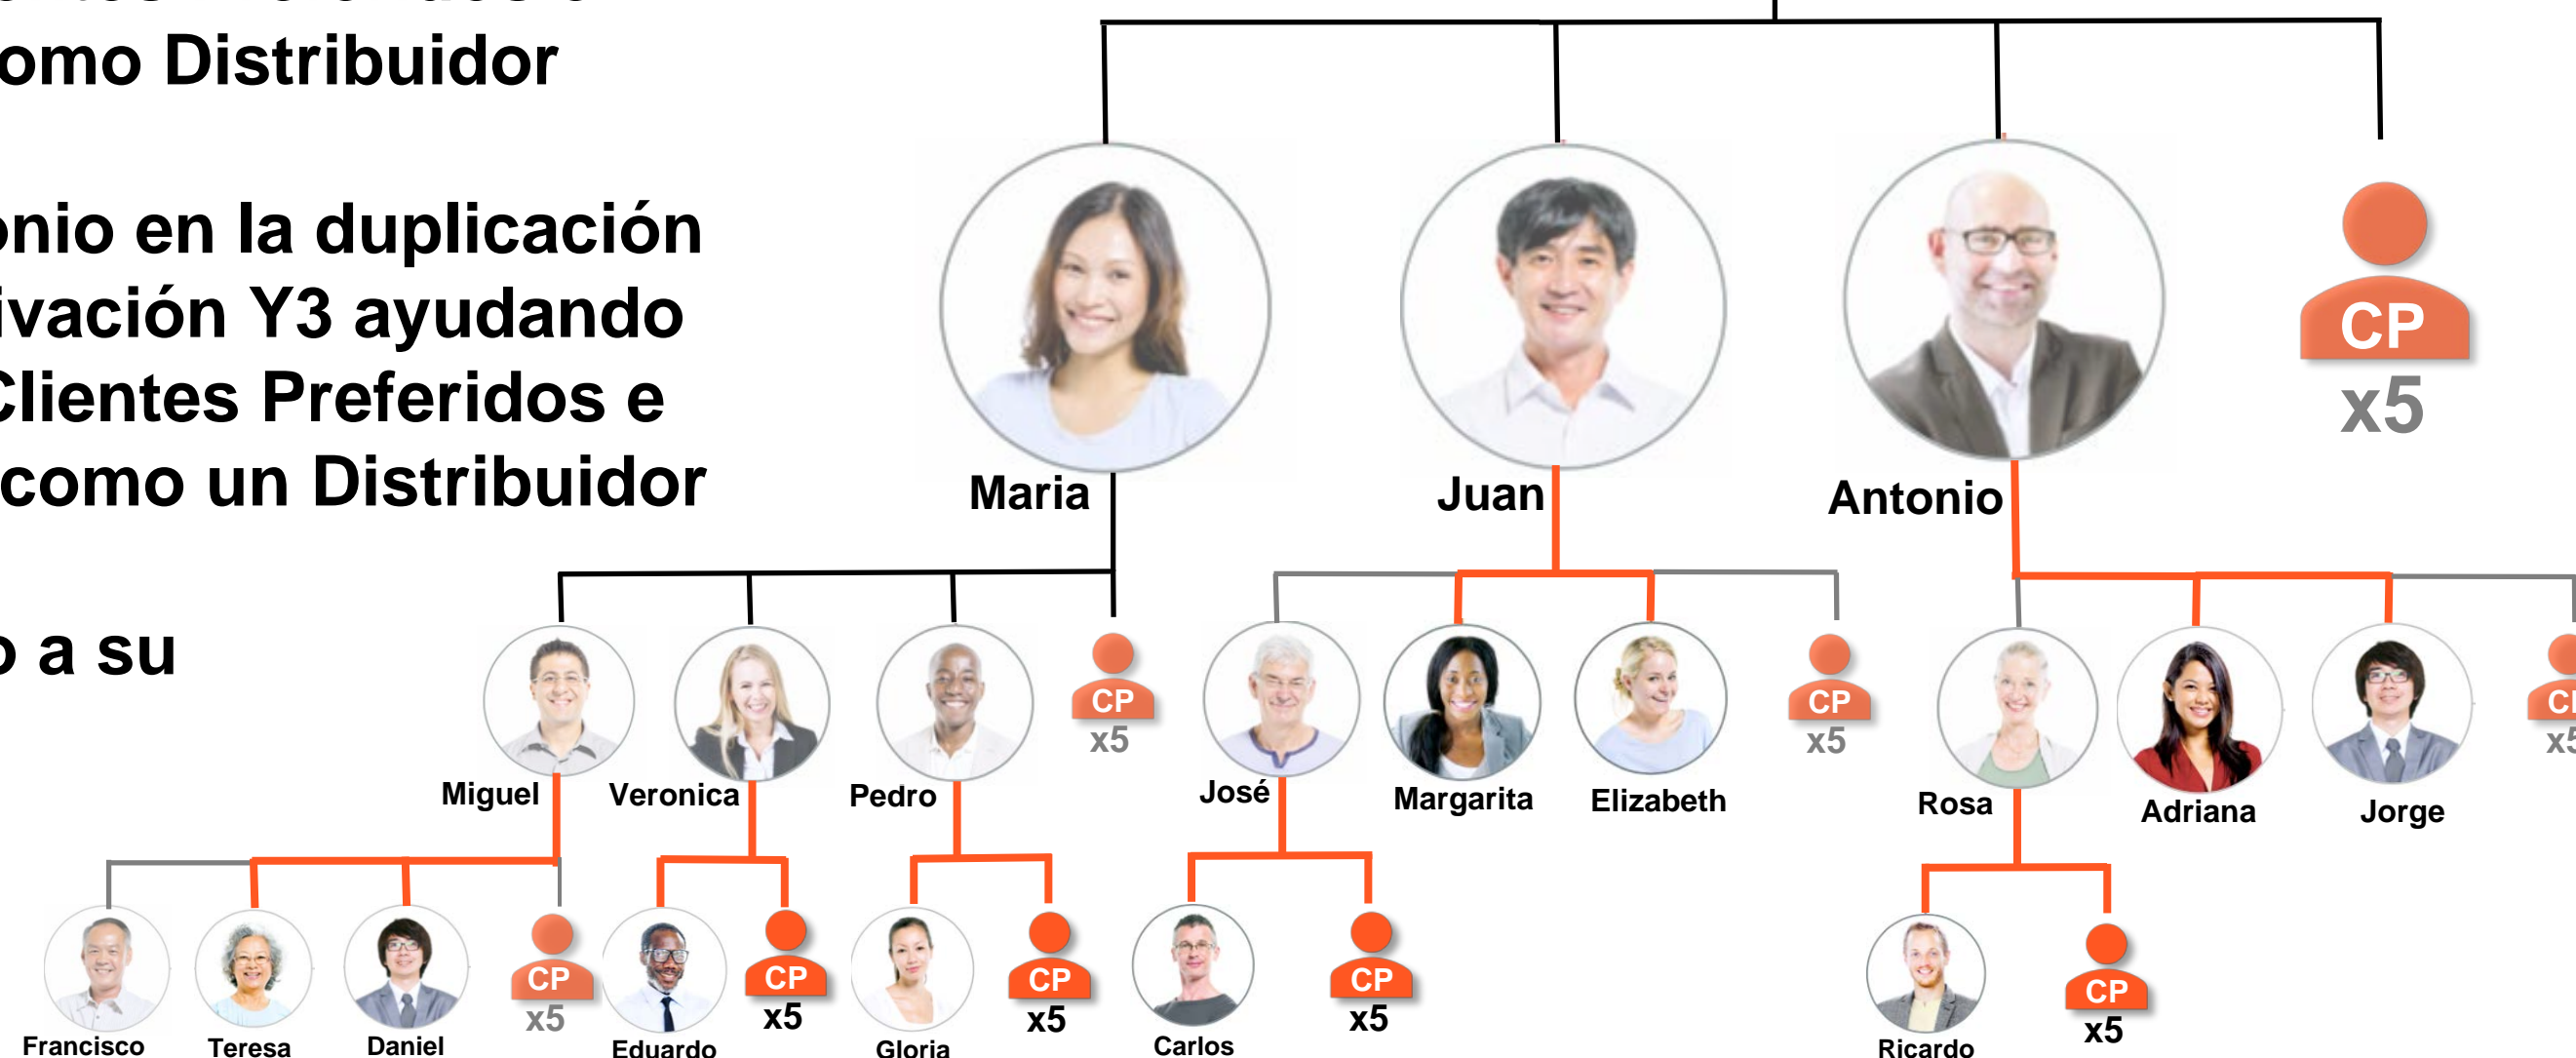 omo Distribuidor
onio en la duplicación
ivación Y3 ayudando
Clientes Preferidos e
como un Distribuidor
o a su
CP
x5
Maria
Juan
Antonio
CP
x5
CP
x5
x5
Miguel
Veronica
Pedro
José
Margarita
Elizabeth
Rosa
Adriana
Jorge
CP
x5
CP
x5
CP
x5
CP
x5
CP
x5
Francisco
Teresa
Daniel
Eduardo
Gloria
Carlos
Ricardo